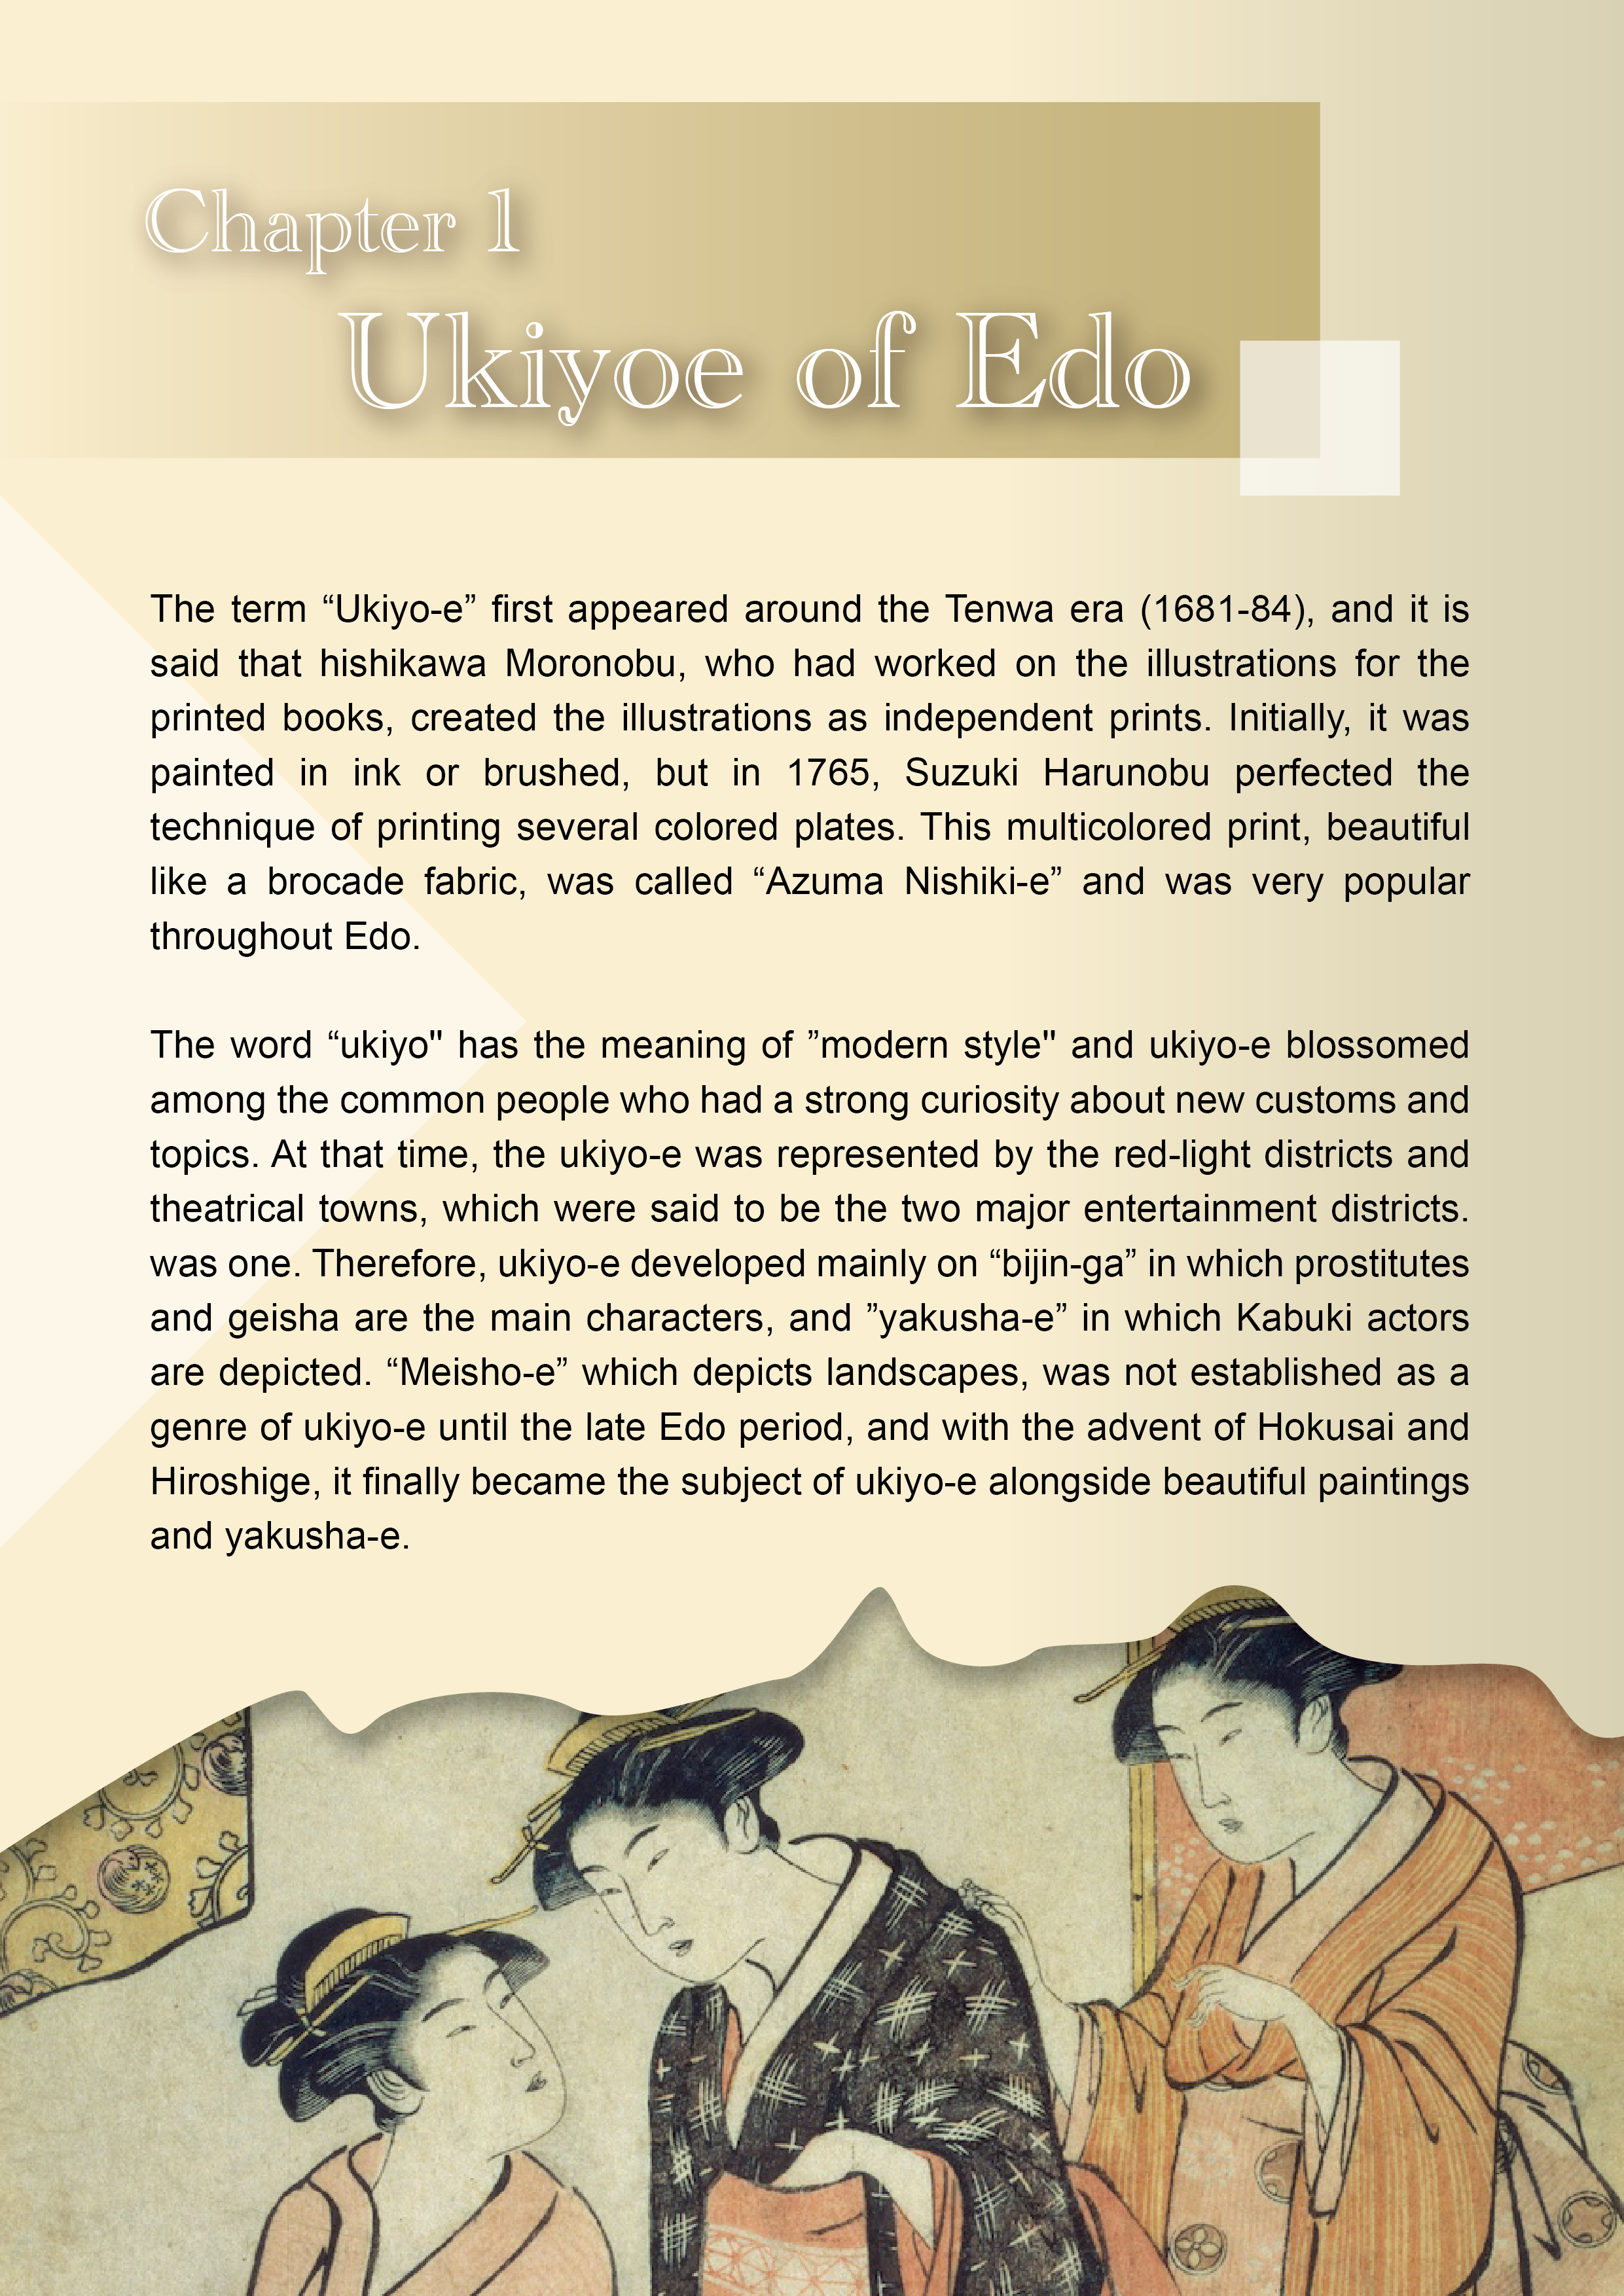 Chapter 1
Ukiyoe of Edo
The term “Ukiyo-e” first appeared around the Tenwa era (1681-84), and it is
said that hishikawa Moronobu, who had worked on the illustrations for the
printed books, created the illustrations as independent prints. Initially, it was
painted in ink or brushed, but in 1765, Suzuki Harunobu perfected the
technique of printing several colored plates. This multicolored print, beautiful
like a brocade fabric, was called “Azuma Nishiki-e” and was very popular
throughout Edo.
The word “ukiyo" has the meaning of ”modern style" and ukiyo-e blossomed
among the common people who had a strong curiosity about new customs and
topics. At that time, the ukiyo-e was represented by the red-light districts and
theatrical towns, which were said to be the two major entertainment districts.
was one. Therefore, ukiyo-e developed mainly on “bijin-ga” in which prostitutes
and geisha are the main characters, and ”yakusha-e” in which Kabuki actors
are depicted. “Meisho-e” which depicts landscapes, was not established as a
genre of ukiyo-e until the late Edo period, and with the advent of Hokusai and
Hiroshige, it finally became the subject of ukiyo-e alongside beautiful paintings
and yakusha-e.